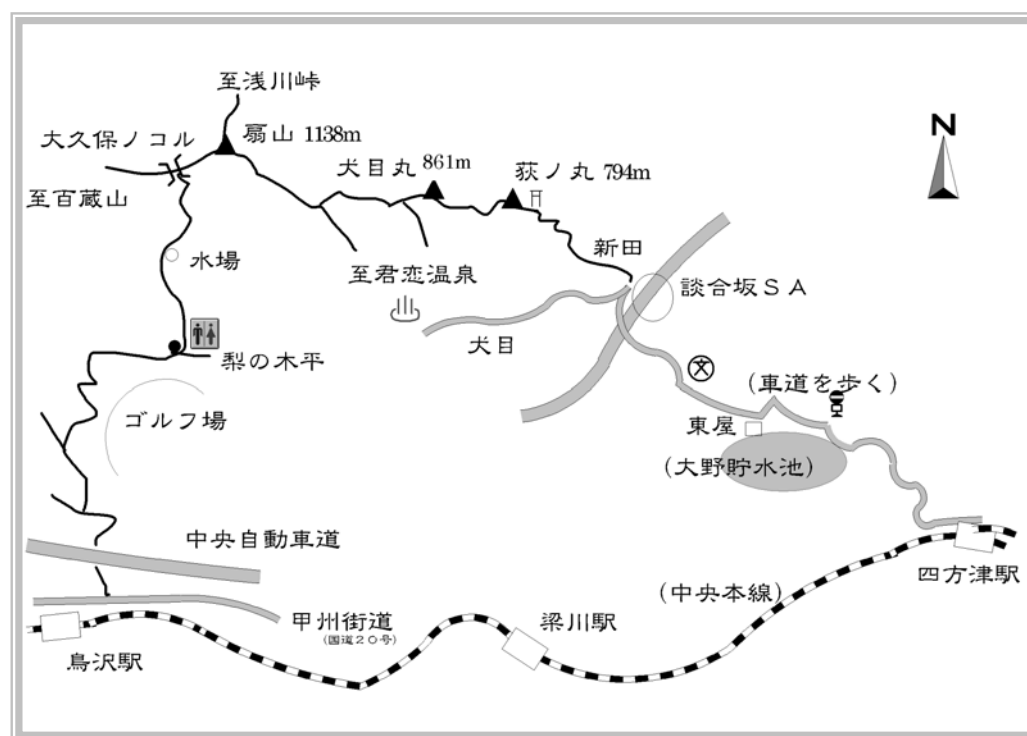 至浅川峠
大久保ノコル
扇山 1138m
N
犬目丸 861m
荻ノ丸 794m
至百蔵山
水場
新田
至君恋温泉
談合坂ＳＡ
犬目
梨の木平
文
(車道を歩く)
ゴルフ場
東屋
(大野貯水池)
中央自動車道
四方津駅
(中央本線)
甲州街道
(国道２０号)
梁川駅
鳥沢駅